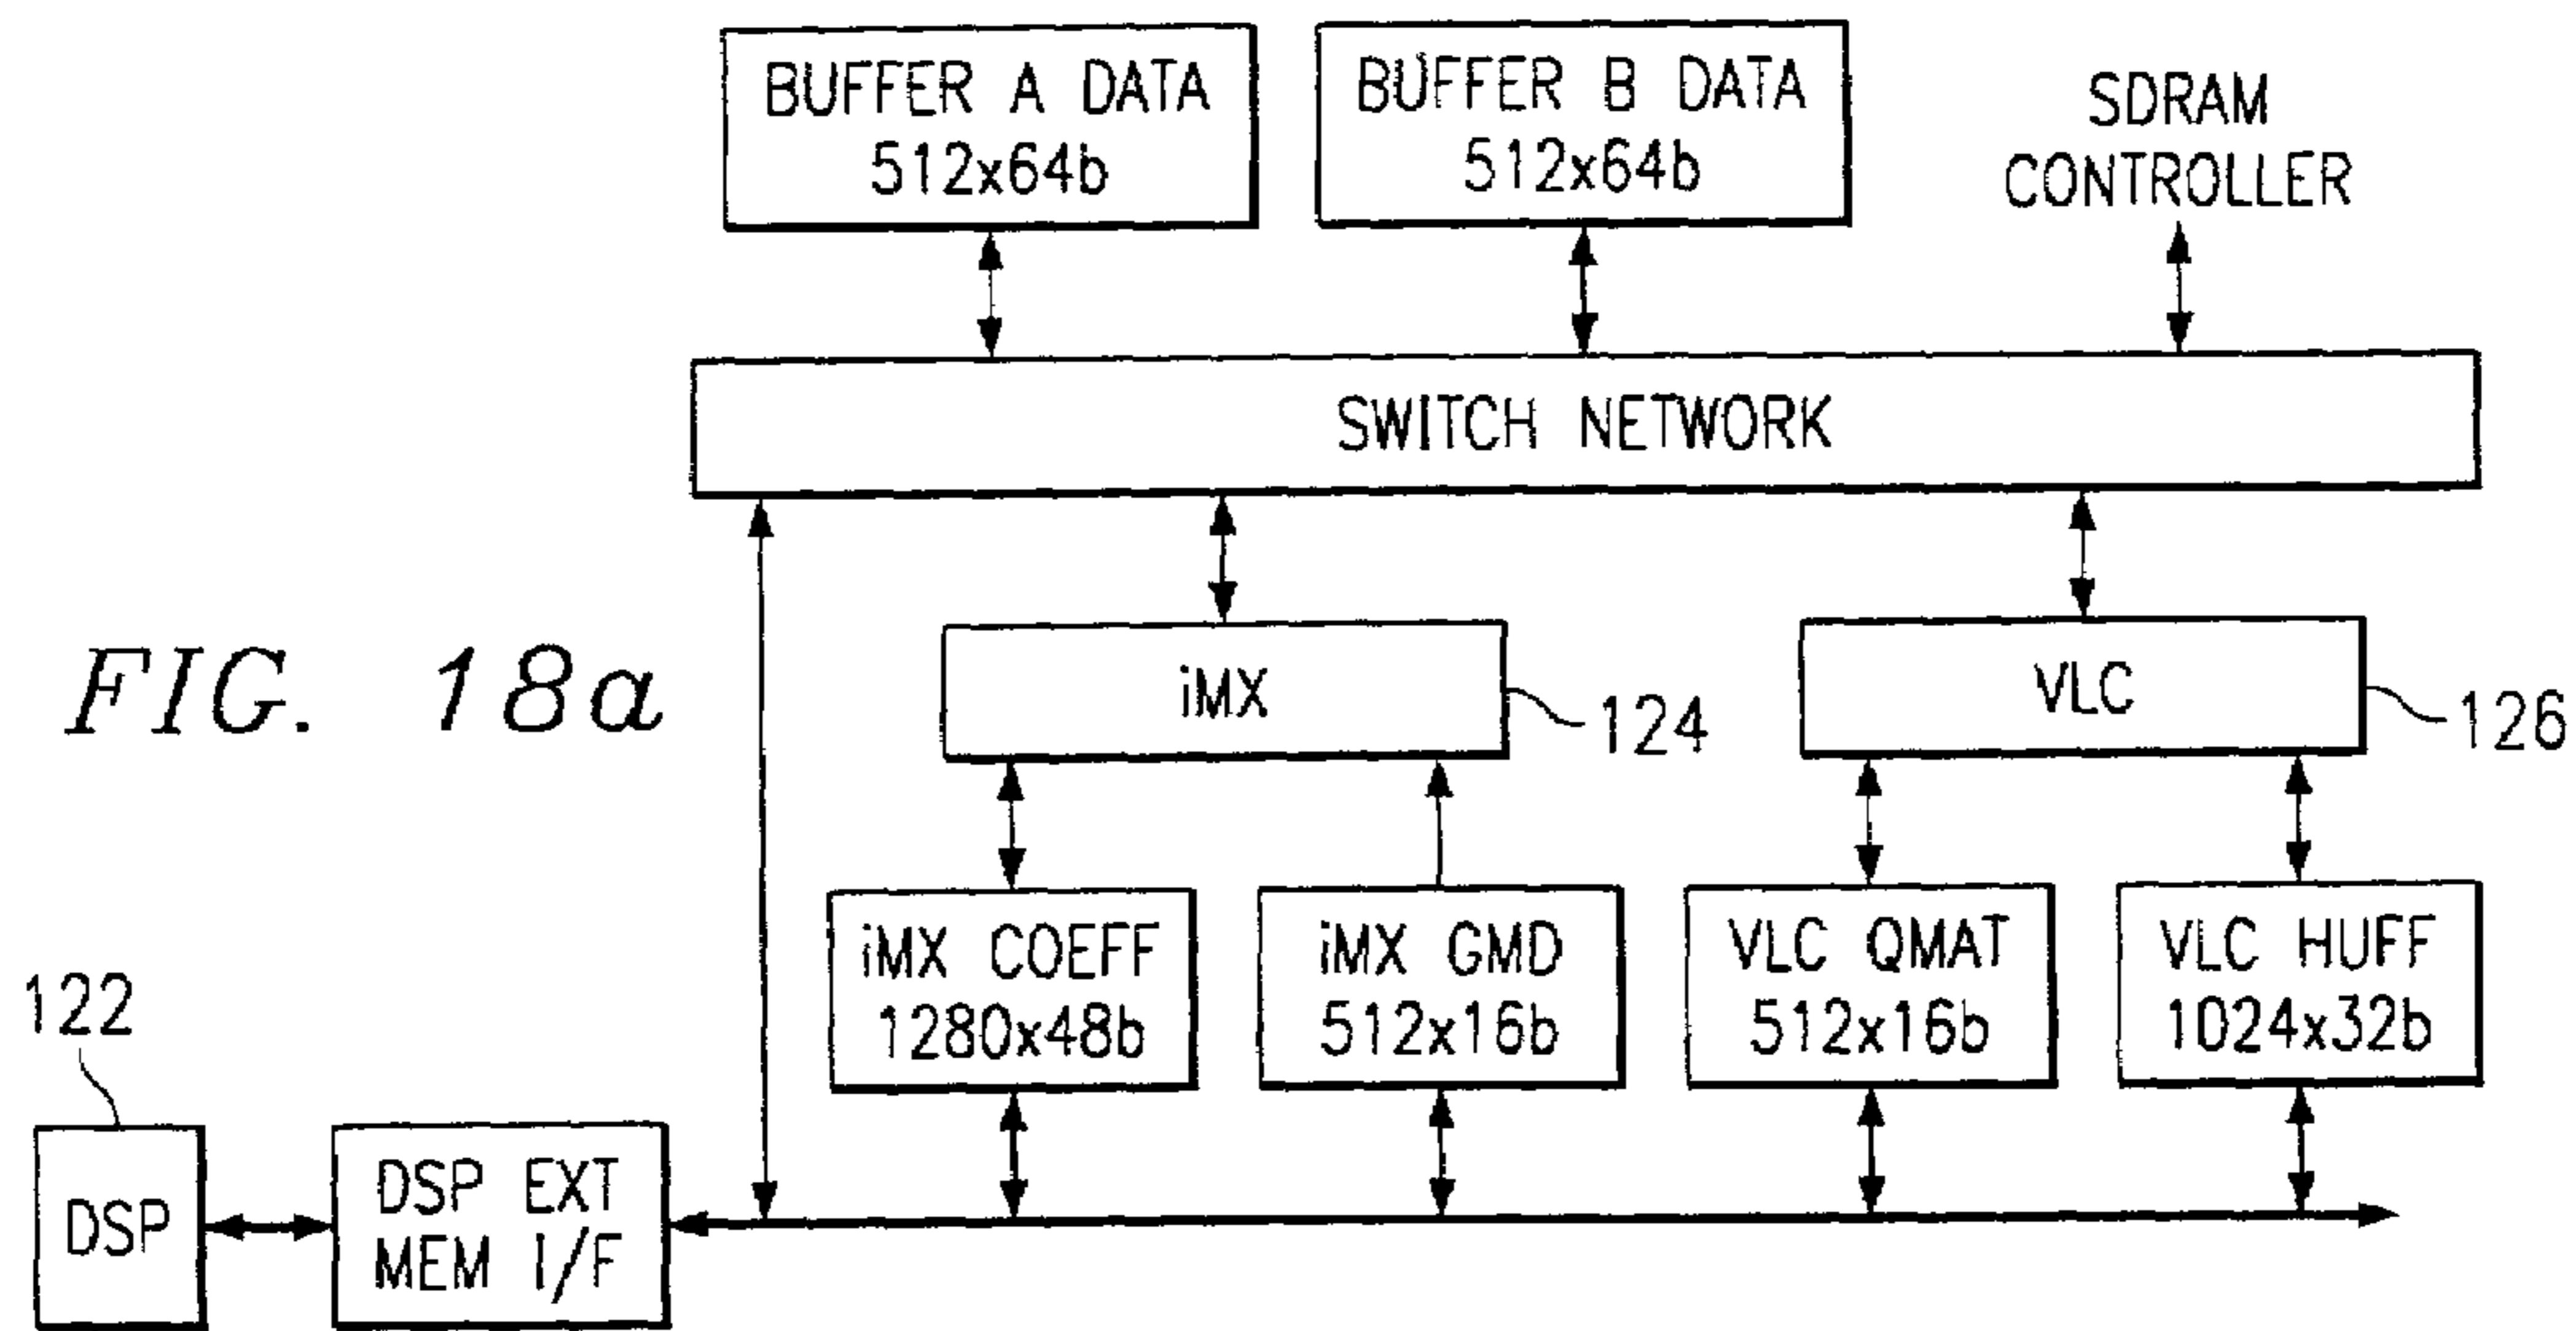 BUFFER A DATA
512x64b
BUFFER B DATA
512x64b
SDRAM
CONTROLLER
SWITCH NETWORK
FIG. 18a
iMX
124
VLC
126
iMX COEFF
1280x48b
iMX GMD
512x16b
VLC QMAT
512x16b
VLC HUFF
1024x32b
122
DSP
DSP EXT
MEM I/F